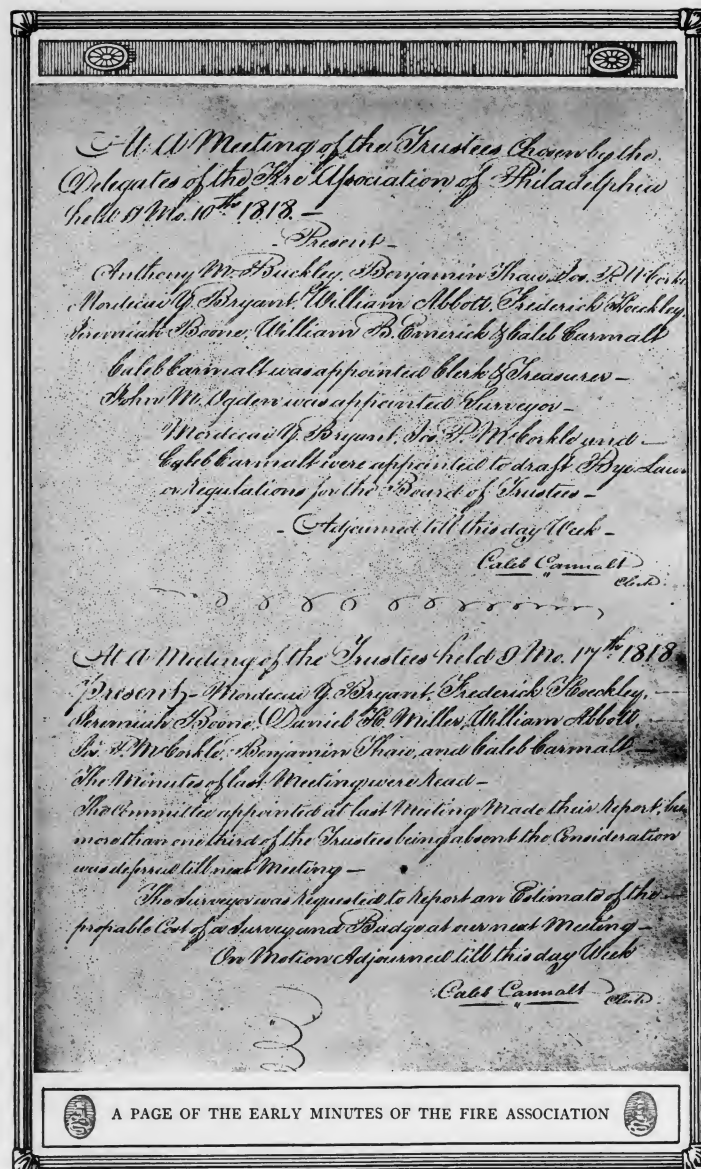 At A Meeting of the Trustees Chosen by the
Delegates of the Fire Association of Philadelphia
held 9 Mo. 10th 1818. —
- Present -
Anthony M. Buckley, Benjamin Thaw, Jos. P. McCorkle
Mordecai Y. Bryant, William Abbott, Frederick Hoeckley,
Jeremiah Boone, William B. Emerick & Caleb Carmalt
Caleb Carmalt was appointed Clerk & Treasurer —
John M. Ogden was appointed Surveyor —
Mordecai Y. Bryant, Jos. P. McCorkle and —
Caleb Carmalt were appointed to draft Bye Laws
or Regulations for the Board of Trustees —
- Adjourned till this day Week -
Caleb Carmalt
Clerk
At A Meeting of the Trustees held 9 Mo. 17th 1818
Present, - Mordecai Y. Bryant, Frederick Hoeckley, —
Jeremiah Boone, Daniel H. Miller, William Abbott —
Jos. P. McCorkle, Benjamin Thaw, and Caleb Carmalt —
The Minutes of last Meeting were Read —
The Committee appointed at last Meeting Made their Report, but
more than one third of the Trustees being absent the Consideration
was deferred till next Meeting —
The Surveyor was Requested to Report an Estimate of the —
propable Cost of a Survey and Badge at our next Meeting —
On Motion Adjourned till this day Week
Caleb Carmalt
Clerk
A PAGE OF THE EARLY MINUTES OF THE FIRE ASSOCIATION